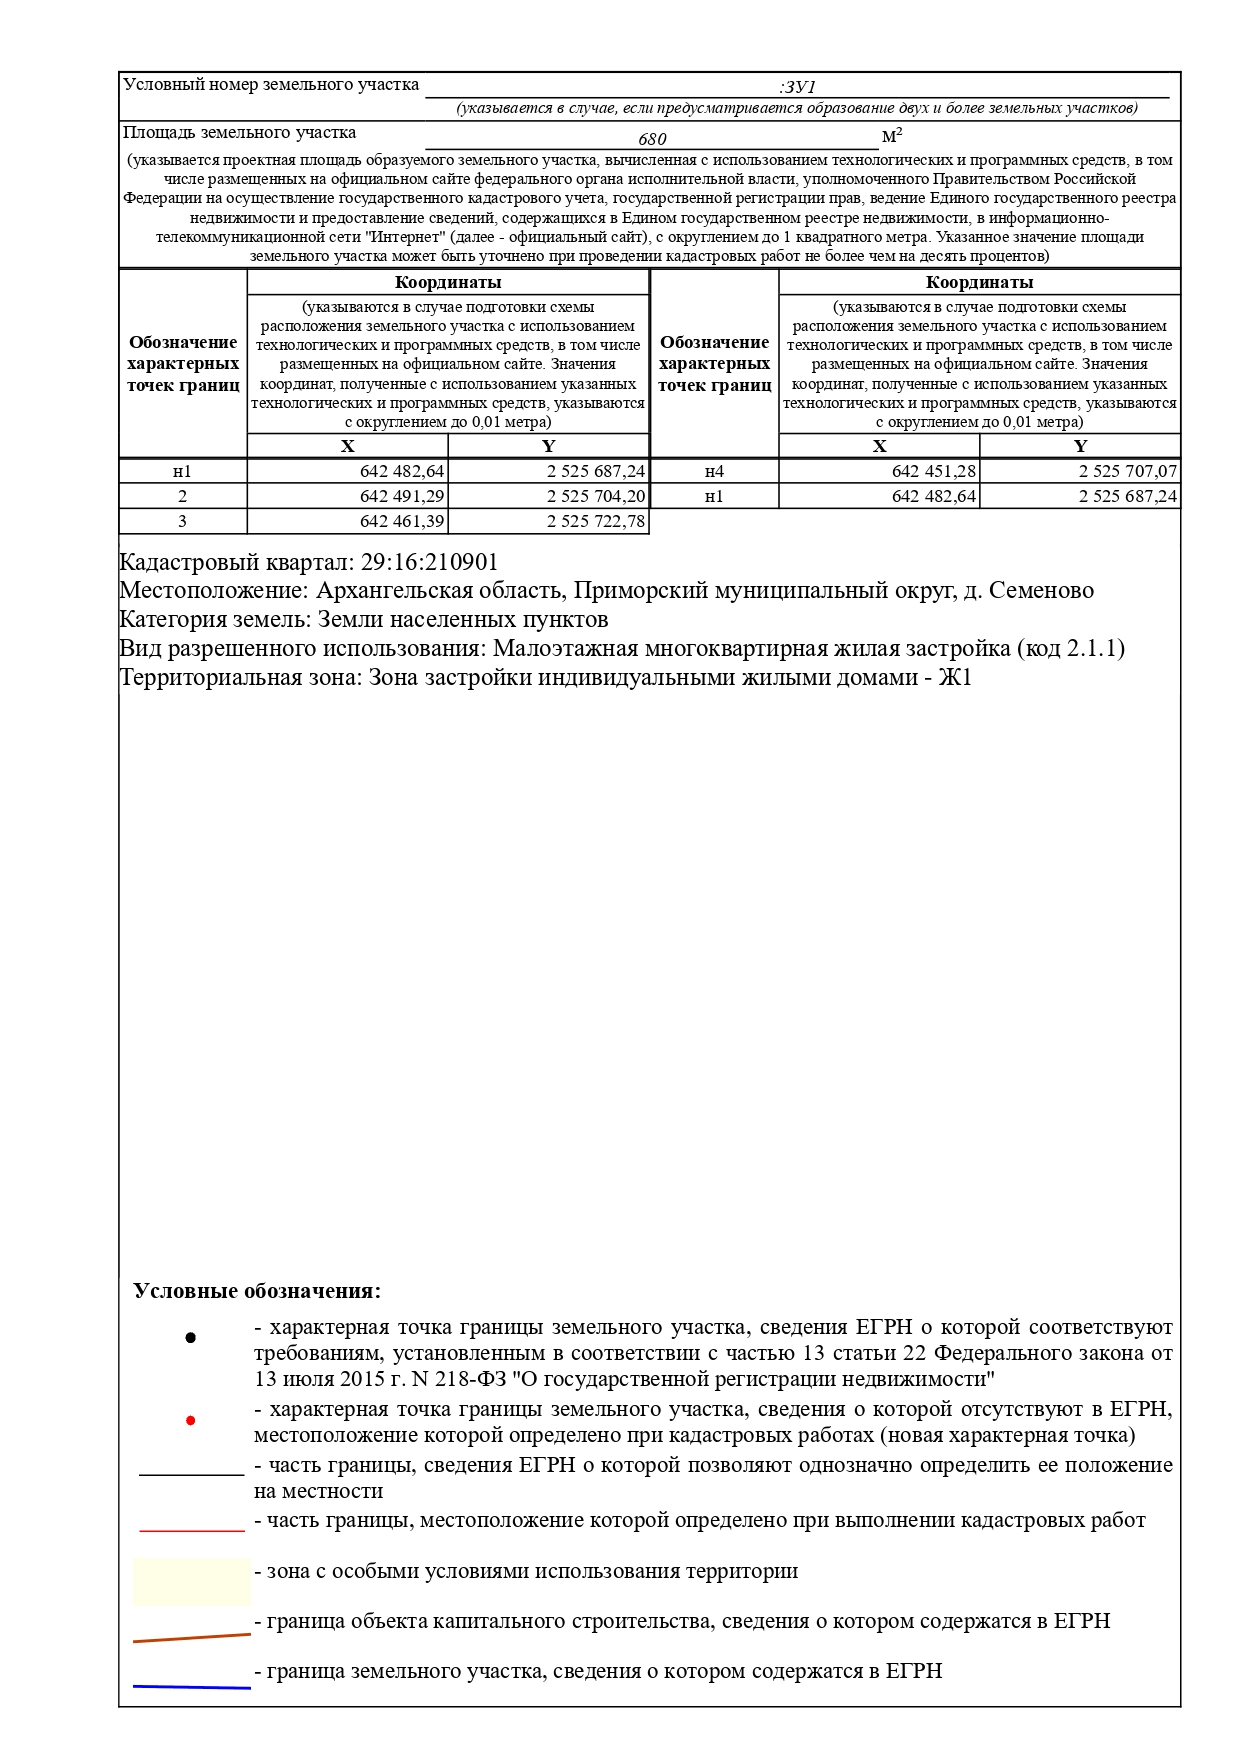 Условный номер земельного участка :ЗУ1
(указывается в случае, если предусматривается образование двух и более земельных участков)
Площадь земельного участка 680 м²
(указывается проектная площадь образуемого земельного участка, вычисленная с использованием технологических и программных средств, в том
числе размещенных на официальном сайте федерального органа исполнительной власти, уполномоченного Правительством Российской
Федерации на осуществление государственного кадастрового учета, государственной регистрации прав, ведение Единого государственного реестра
недвижимости и предоставление сведений, содержащихся в Едином государственном реестре недвижимости, в информационно-
телекоммуникационной сети "Интернет" (далее - официальный сайт), с округлением до 1 квадратного метра. Указанное значение площади
земельного участка может быть уточнено при проведении кадастровых работ не более чем на десять процентов)
Обозначение
характерных
точек границ
Координаты
(указываются в случае подготовки схемы
расположения земельного участка с использованием
технологических и программных средств, в том числе
размещенных на официальном сайте. Значения
координат, полученные с использованием указанных
технологических и программных средств, указываются
с округлением до 0,01 метра)
X Y
Обозначение
характерных
точек границ
Координаты
(указываются в случае подготовки схемы
расположения земельного участка с использованием
технологических и программных средств, в том числе
размещенных на официальном сайте. Значения
координат, полученные с использованием указанных
технологических и программных средств, указываются
с округлением до 0,01 метра)
X Y
н1 642 482,64 2 525 687,24 н4 642 451,28 2 525 707,07
2 642 491,29 2 525 704,20 н1 642 482,64 2 525 687,24
3 642 461,39 2 525 722,78
Кадастровый квартал: 29:16:210901
Местоположение: Архангельская область, Приморский муниципальный округ, д. Семеново
Категория земель: Земли населенных пунктов
Вид разрешенного использования: Малоэтажная многоквартирная жилая застройка (код 2.1.1)
Территориальная зона: Зона застройки индивидуальными жилыми домами - Ж1
Условные обозначения:
- характерная точка границы земельного участка, сведения ЕГРН о которой соответствуют
требованиям, установленным в соответствии с частью 13 статьи 22 Федерального закона от
13 июля 2015 г. N 218-ФЗ "О государственной регистрации недвижимости"
- характерная точка границы земельного участка, сведения о которой отсутствуют в ЕГРН,
местоположение которой определено при кадастровых работах (новая характерная точка)
- часть границы, сведения ЕГРН о которой позволяют однозначно определить ее положение
на местности
- часть границы, местоположение которой определено при выполнении кадастровых работ
- зона с особыми условиями использования территории
- граница объекта капитального строительства, сведения о котором содержатся в ЕГРН
- граница земельного участка, сведения о котором содержатся в ЕГРН